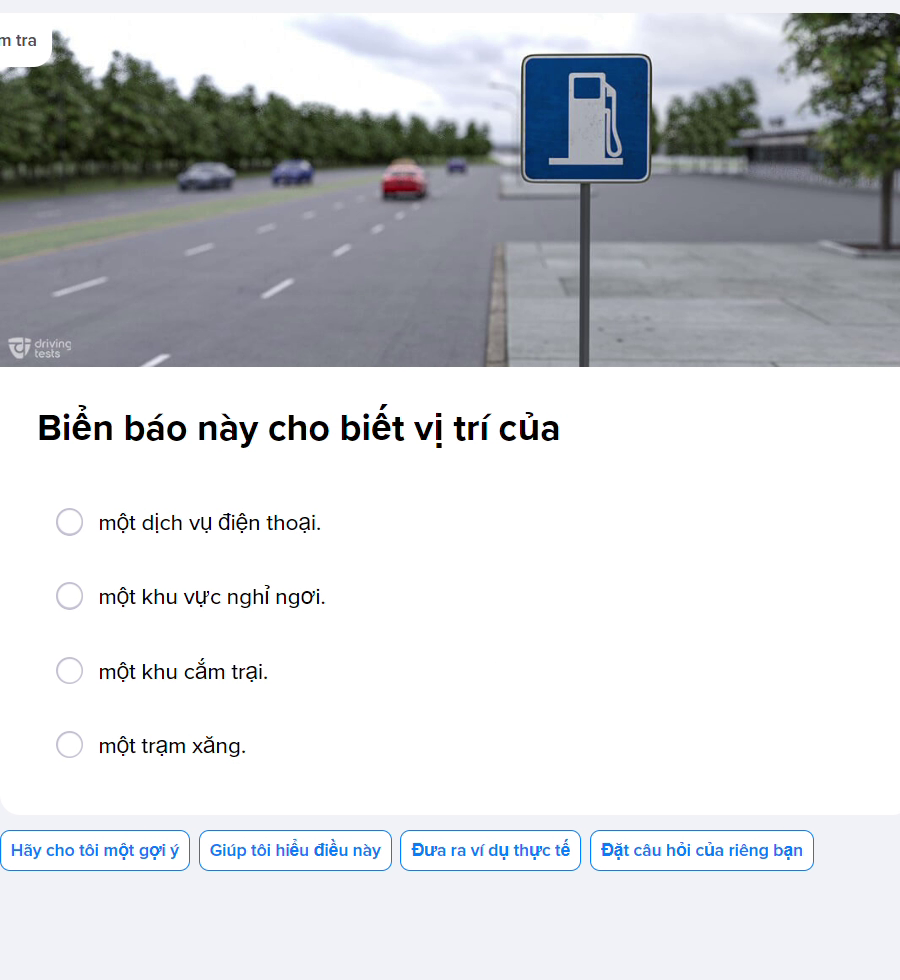 m tra
driving
tests
Biển báo này cho biết vị trí của
một dịch vụ điện thoại.
một khu vực nghỉ ngơi.
một khu cắm trại.
một trạm xăng.
Hãy cho tôi một gợi ý
Giúp tôi hiểu điều này
Đưa ra ví dụ thực tế
Đặt câu hỏi của riêng bạn